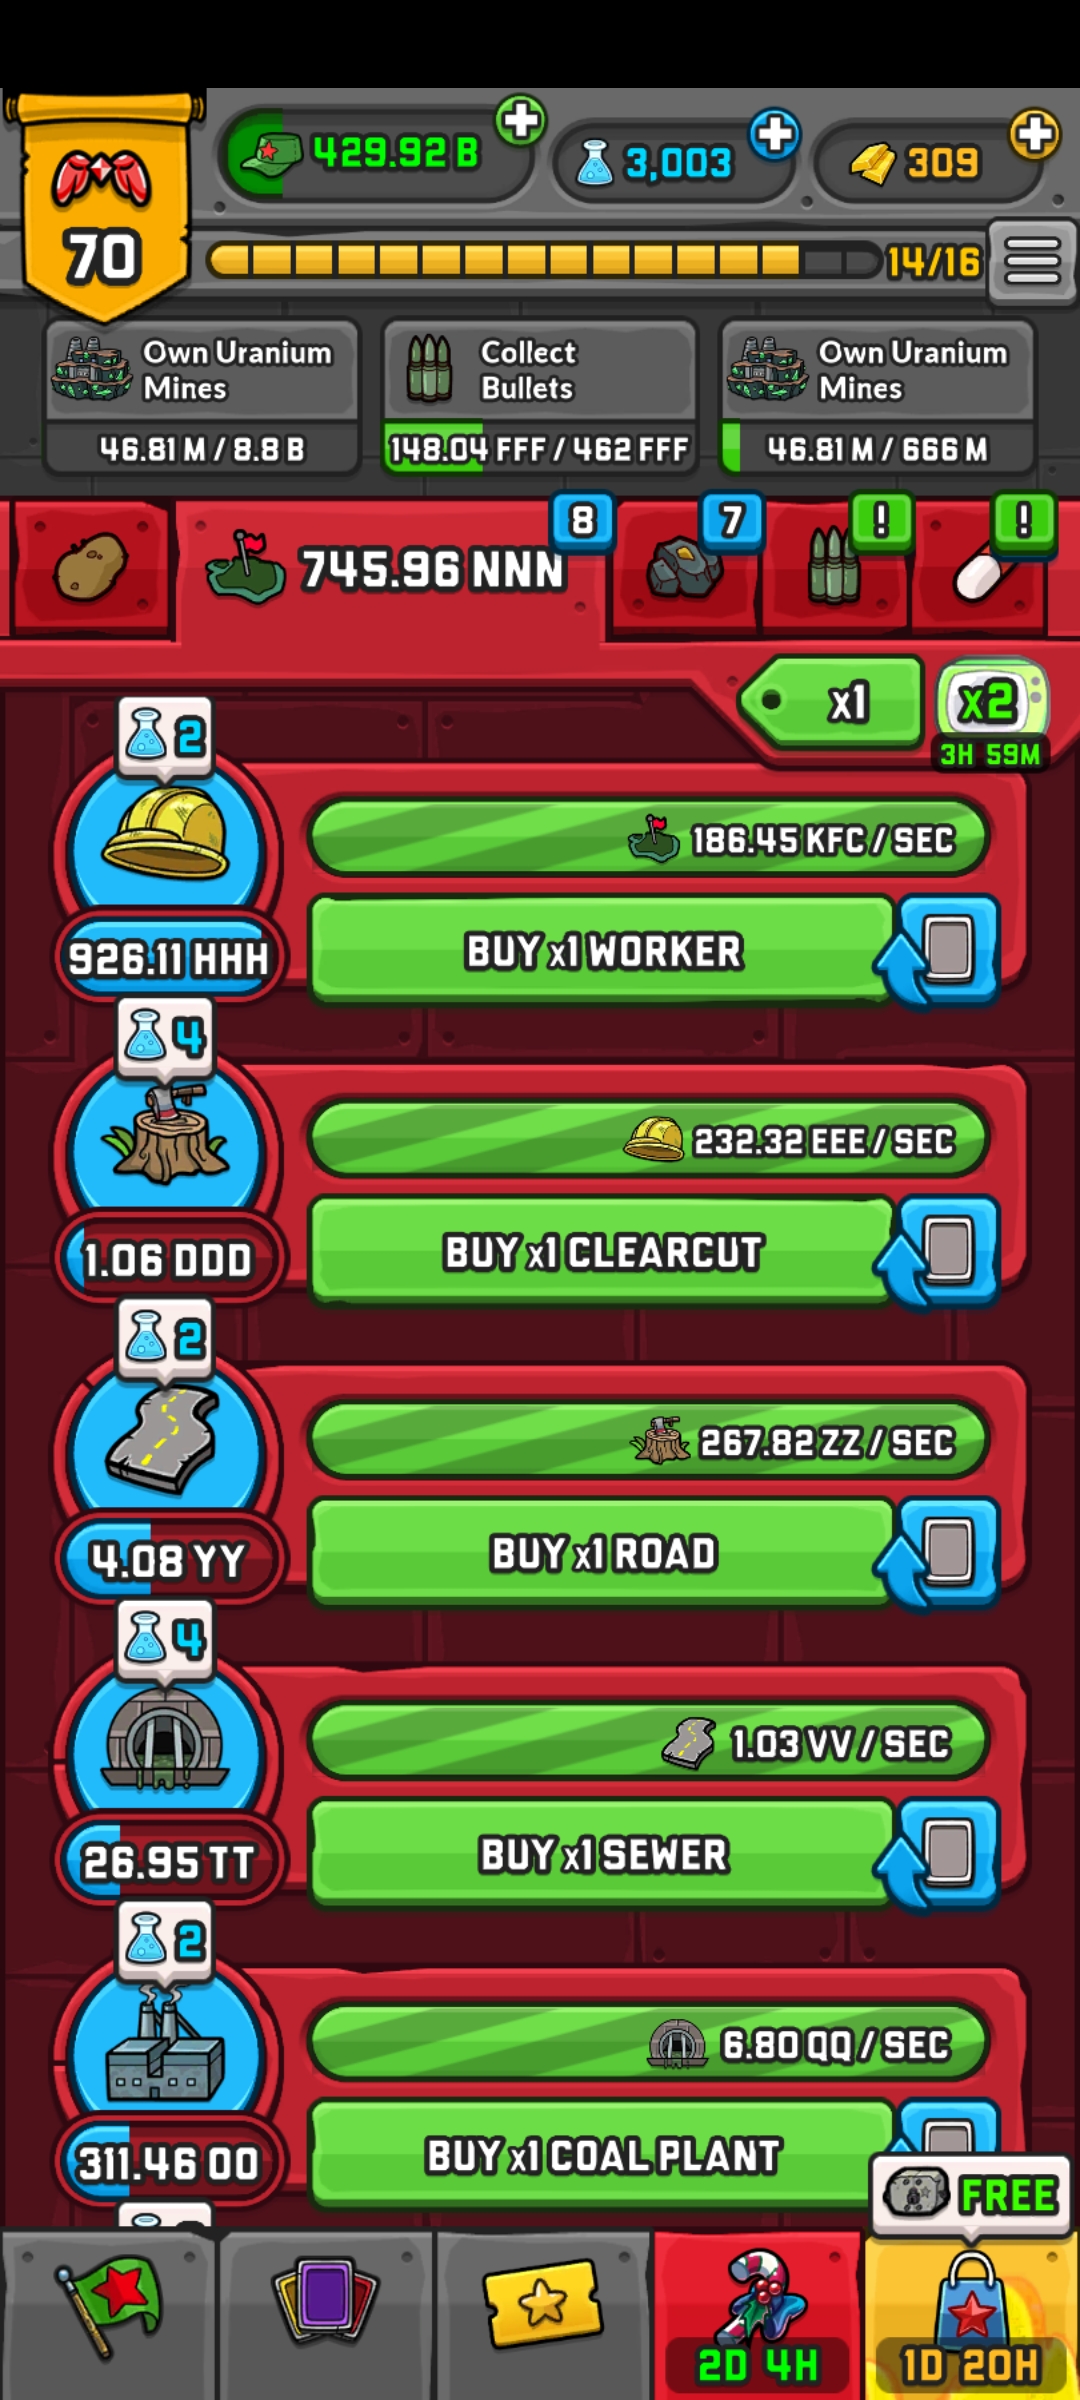 429.92 B
3,003
309
70
14/16
Own Uranium
Mines
46.81 M / 8.8 B
Collect
Bullets
148.04 FFF / 462 FFF
Own Uranium
Mines
46.81 M / 666 M
745.96 NNN
8
7
!
!
x1
x2
3H 59M
2
186.45 KFC / SEC
926.11 HHH
BUY x1 WORKER
4
232.32 EEE / SEC
1.06 DDD
BUY x1 CLEARCUT
2
267.82 ZZ / SEC
4.08 YY
BUY x1 ROAD
4
1.03 VV / SEC
26.95 TT
BUY x1 SEWER
2
6.80 QQ / SEC
311.46 OO
BUY x1 COAL PLANT
FREE
2D 4H
1D 20H